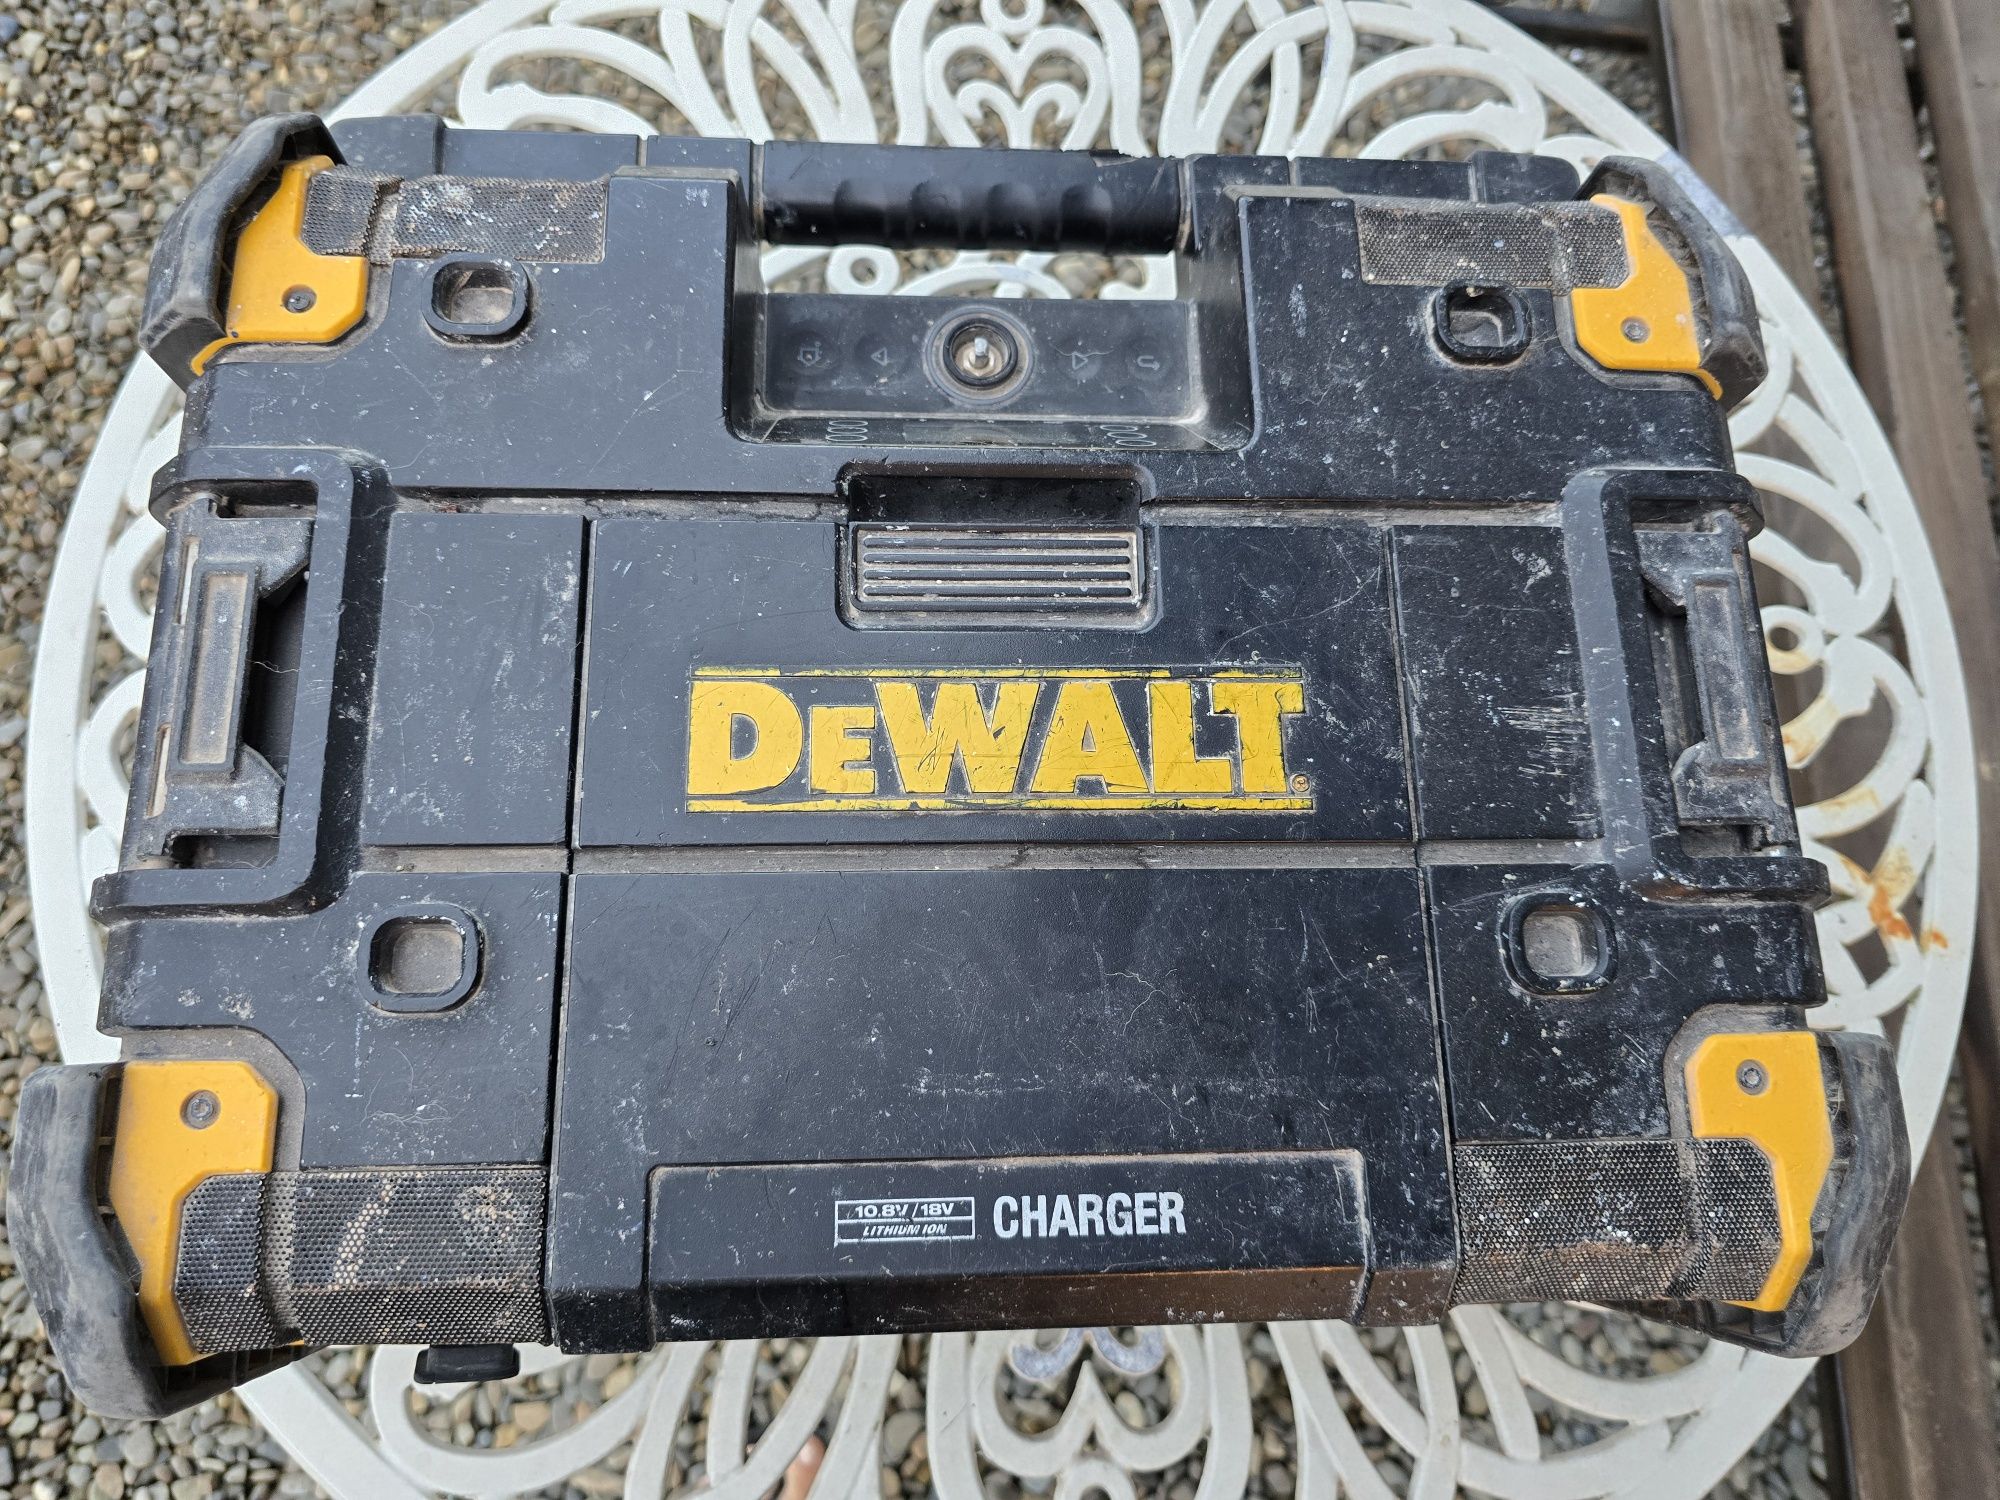 DEWALT
10.8V/18V
LITHIUM ION
CHARGER